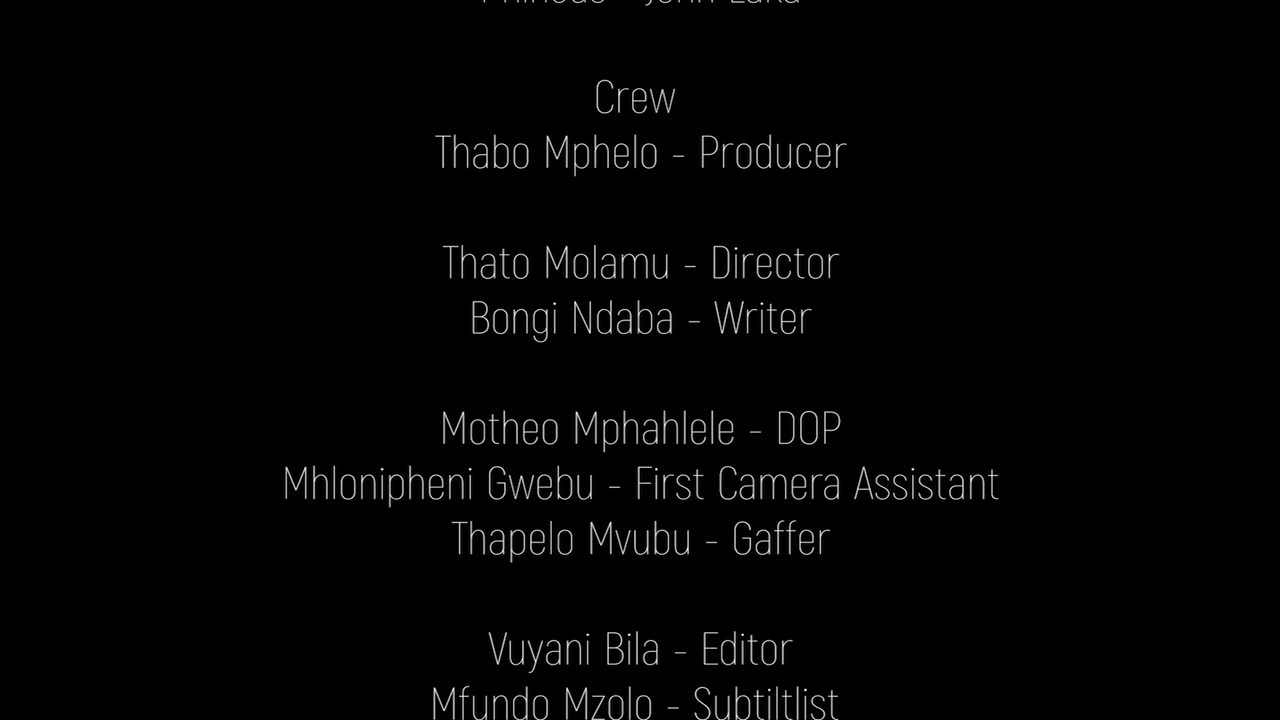 Crew
Thabo Mphelo - Producer
Thato Molamu - Director
Bongi Ndaba - Writer
Motheo Mphahlele - DOP
Mhlonipheni Gwebu - First Camera Assistant
Thapelo Mvubu - Gaffer
Vuyani Bila - Editor
Mfundo Mzolo - Subtiltlist